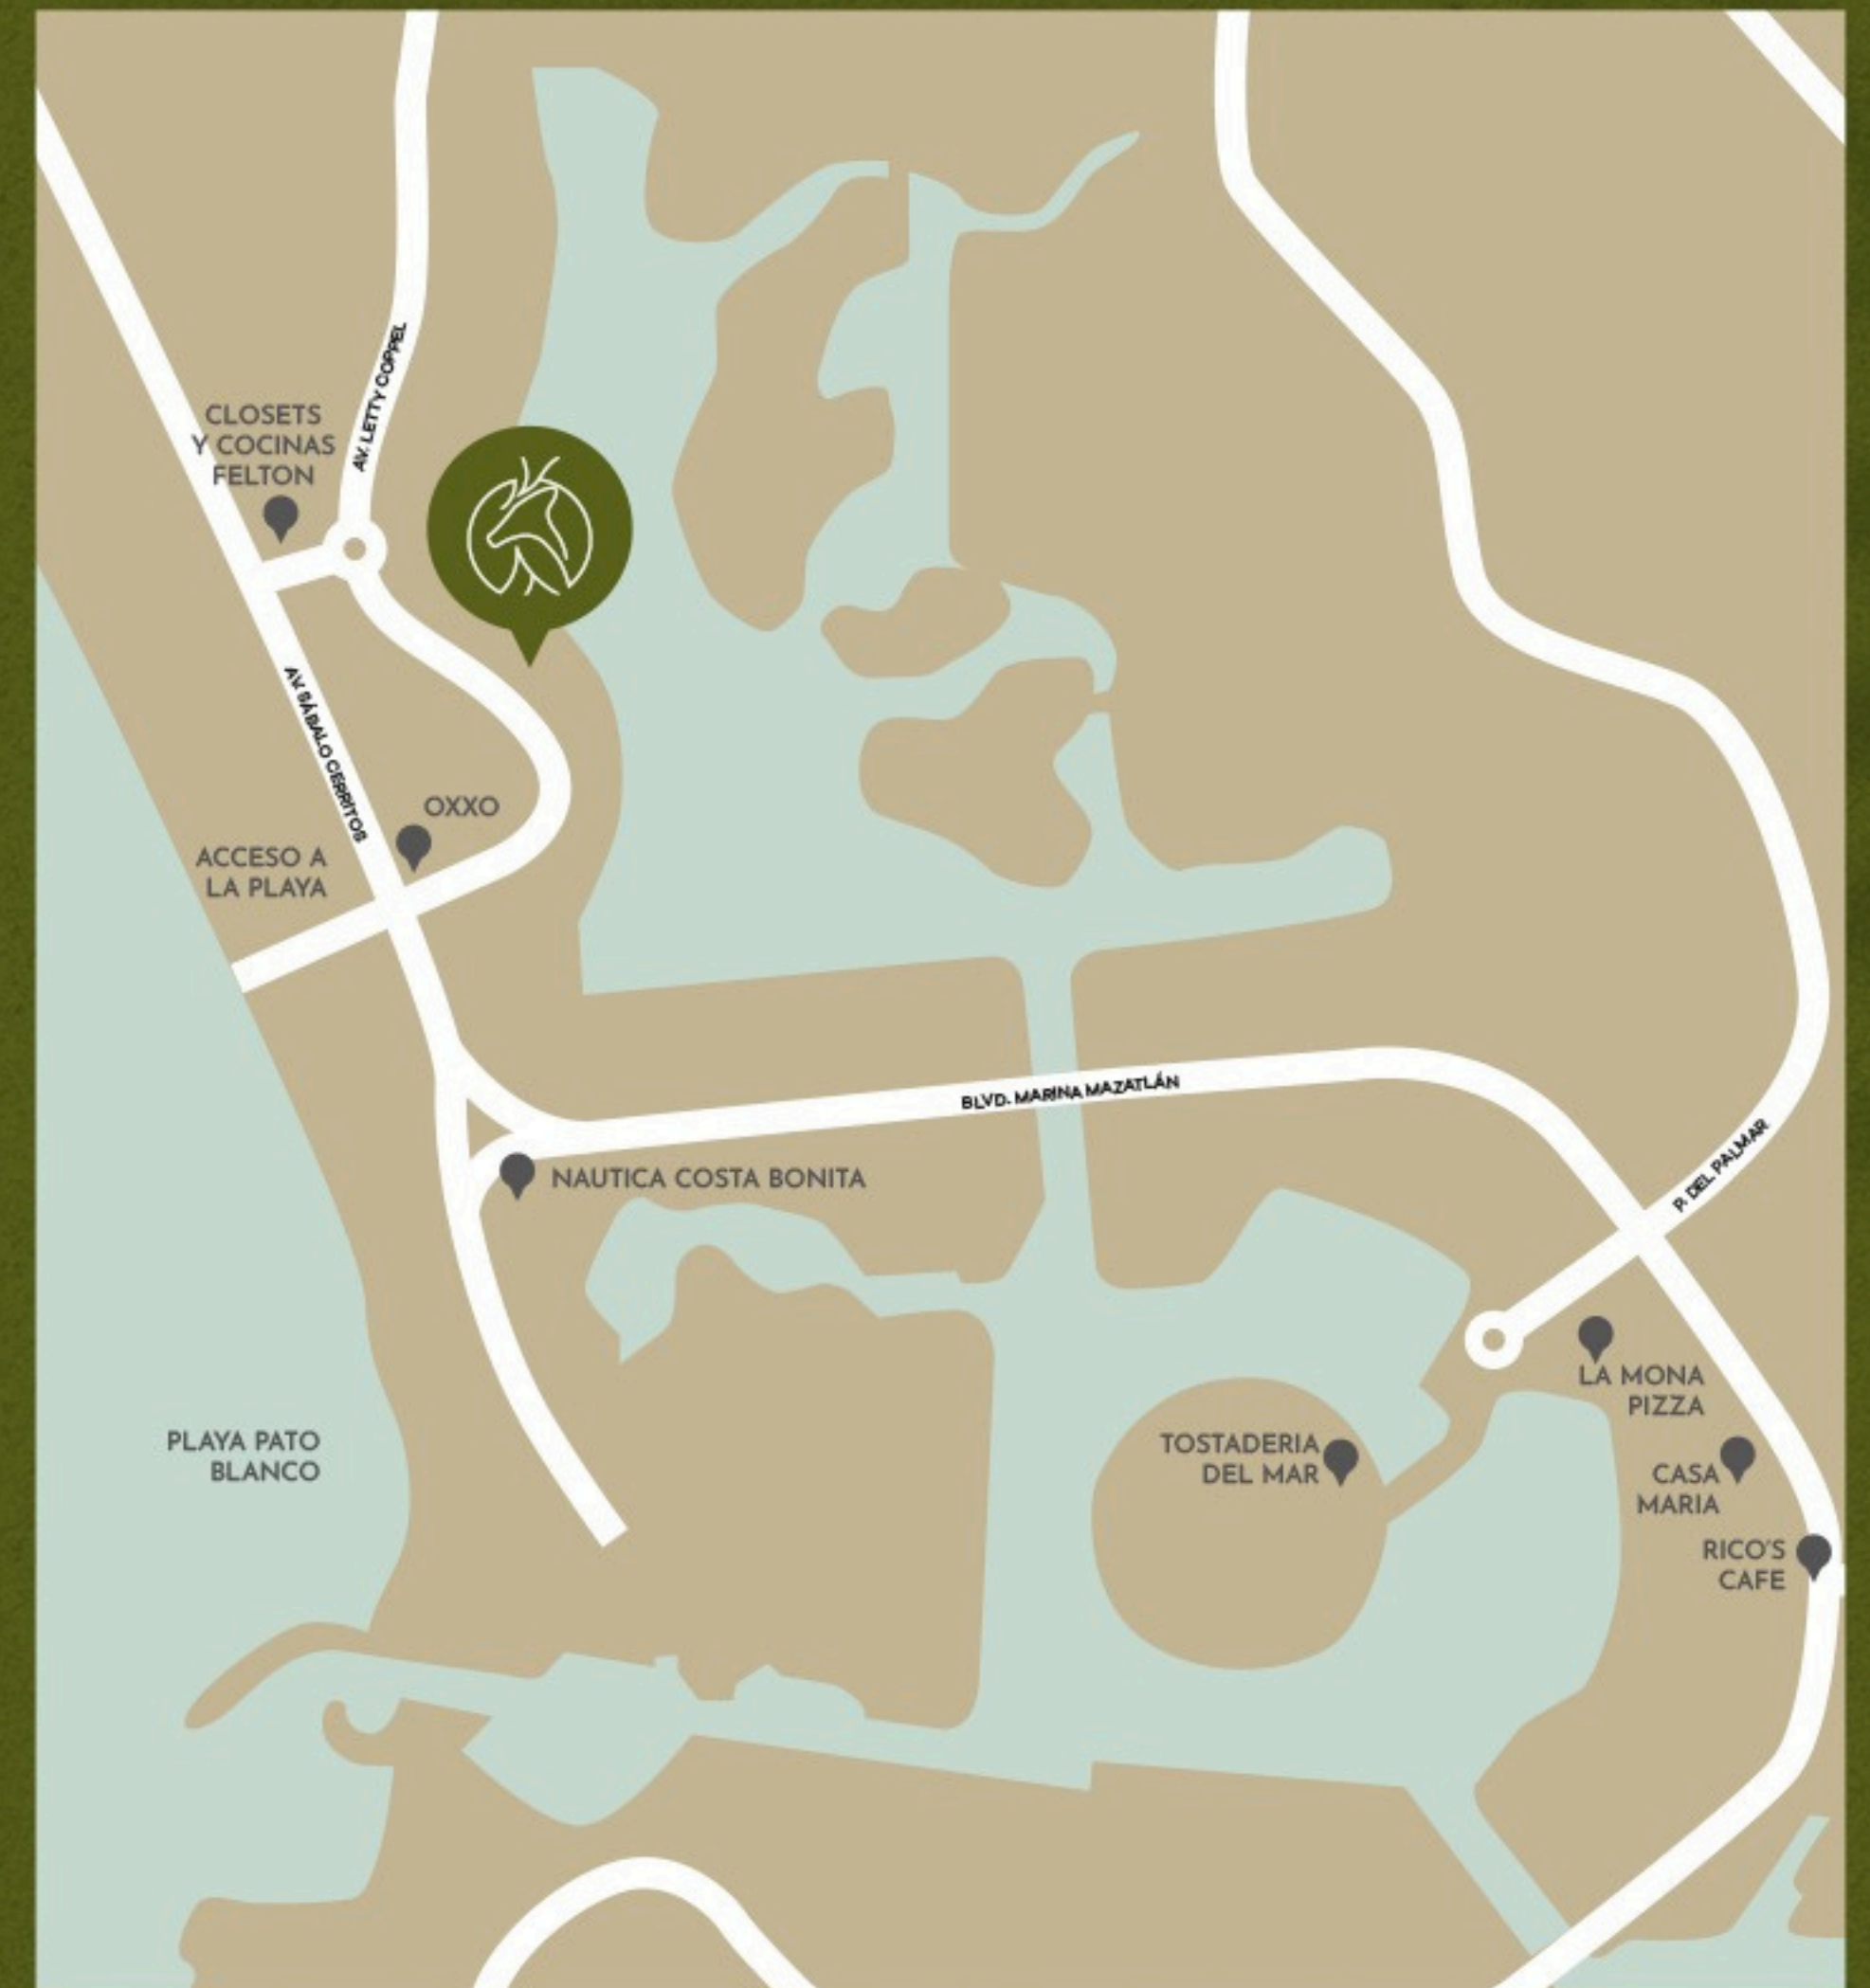 AV. LETTY COPPEL
CLOSETS
Y COCINAS
FELTON
AV. SÁBALO CERRITOS
OXXO
ACCESO A
LA PLAYA
BLVD. MARINA MAZATLÁN
P. DEL PALMAR
NAUTICA COSTA BONITA
LA MONA
PIZZA
PLAYA PATO
BLANCO
TOSTADERIA
DEL MAR
CASA
MARIA
RICO'S
CAFE